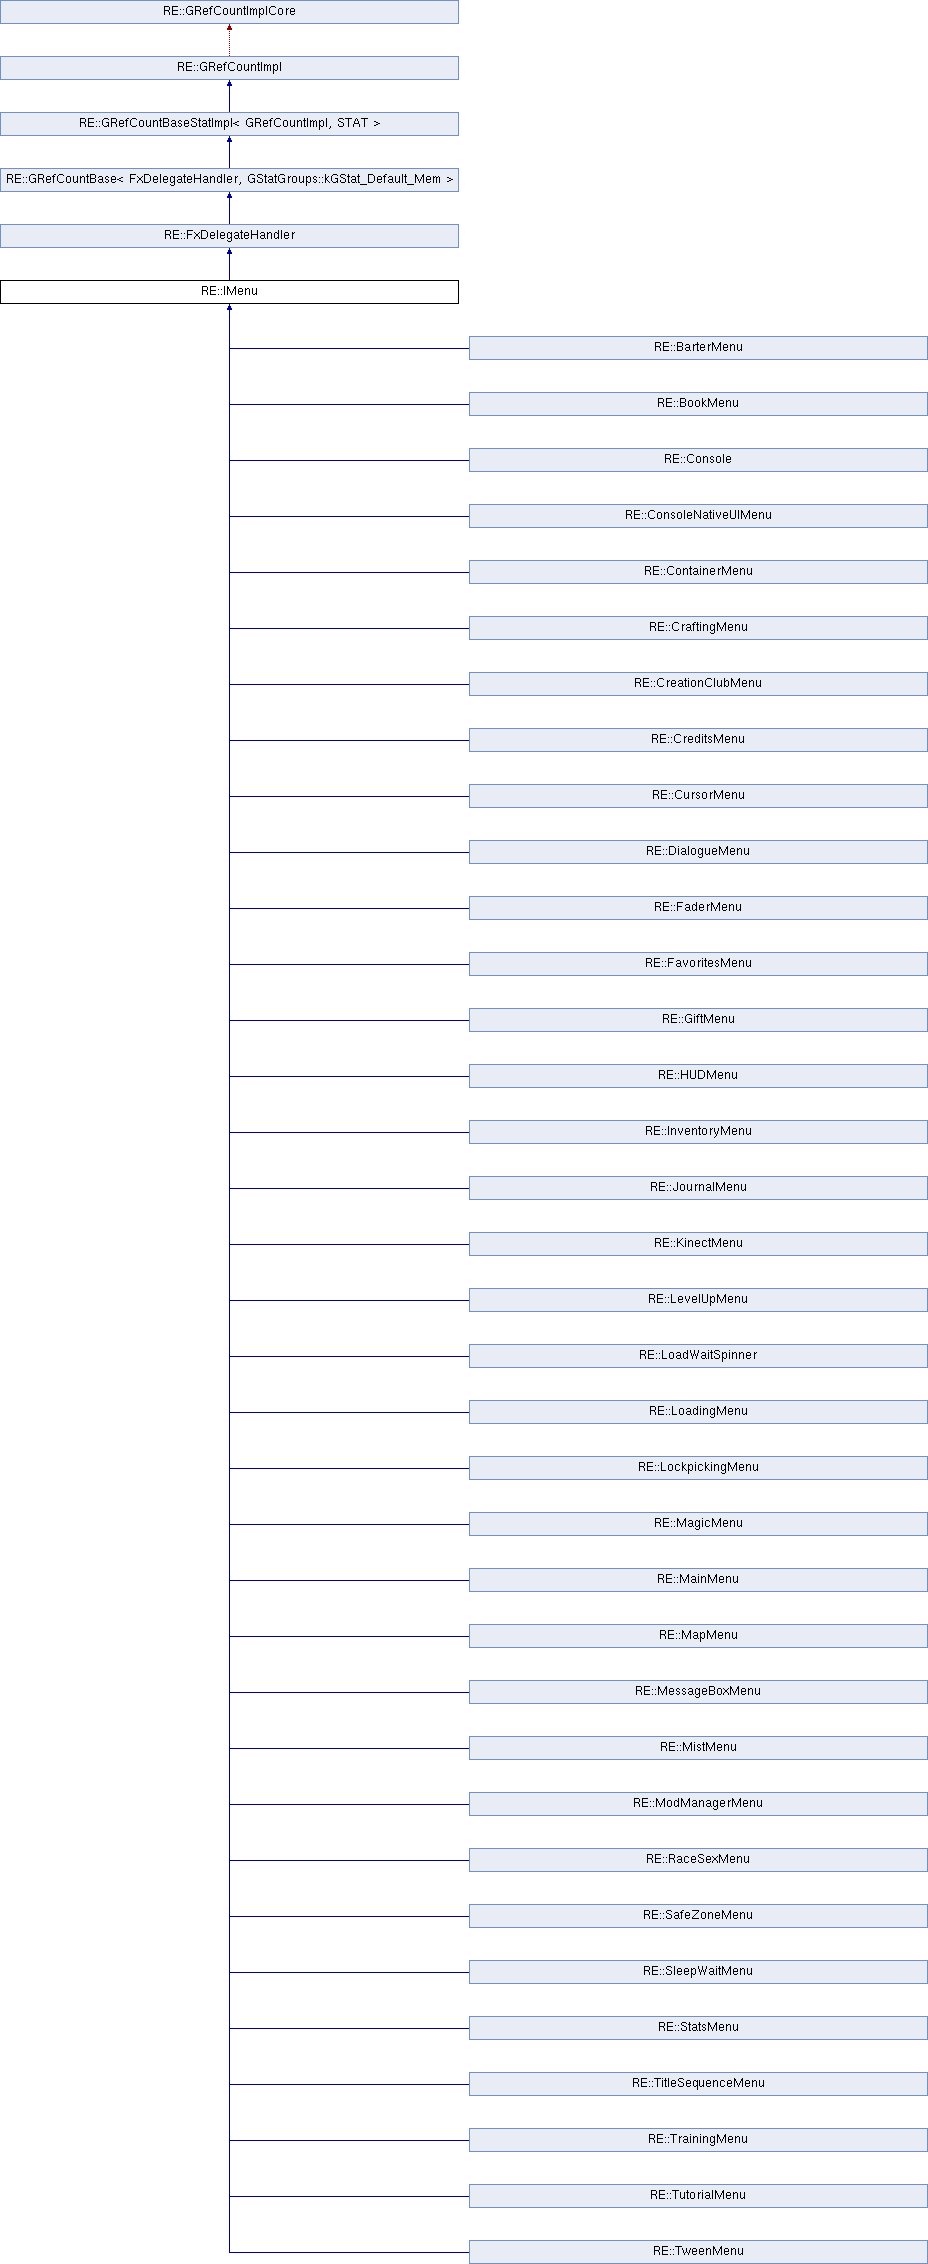 RE::GRefCountImplCore
RE::GRefCountImpl
RE::GRefCountBaseStatImpl< GRefCountImpl, STAT >
RE::GRefCountBase< FxDelegateHandler, GStatGroups::kGStat_Default_Mem >
RE::FxDelegateHandler
RE::IMenu
RE::BarterMenu
RE::BookMenu
RE::Console
RE::ConsoleNativeUIMenu
RE::ContainerMenu
RE::CraftingMenu
RE::CreationClubMenu
RE::CreditsMenu
RE::CursorMenu
RE::DialogueMenu
RE::FaderMenu
RE::FavoritesMenu
RE::GiftMenu
RE::HUDMenu
RE::InventoryMenu
RE::JournalMenu
RE::KinectMenu
RE::LevelUpMenu
RE::LoadWaitSpinner
RE::LoadingMenu
RE::LockpickingMenu
RE::MagicMenu
RE::MainMenu
RE::MapMenu
RE::MessageBoxMenu
RE::MistMenu
RE::ModManagerMenu
RE::RaceSexMenu
RE::SafeZoneMenu
RE::SleepWaitMenu
RE::StatsMenu
RE::TitleSequenceMenu
RE::TrainingMenu
RE::TutorialMenu
RE::TweenMenu